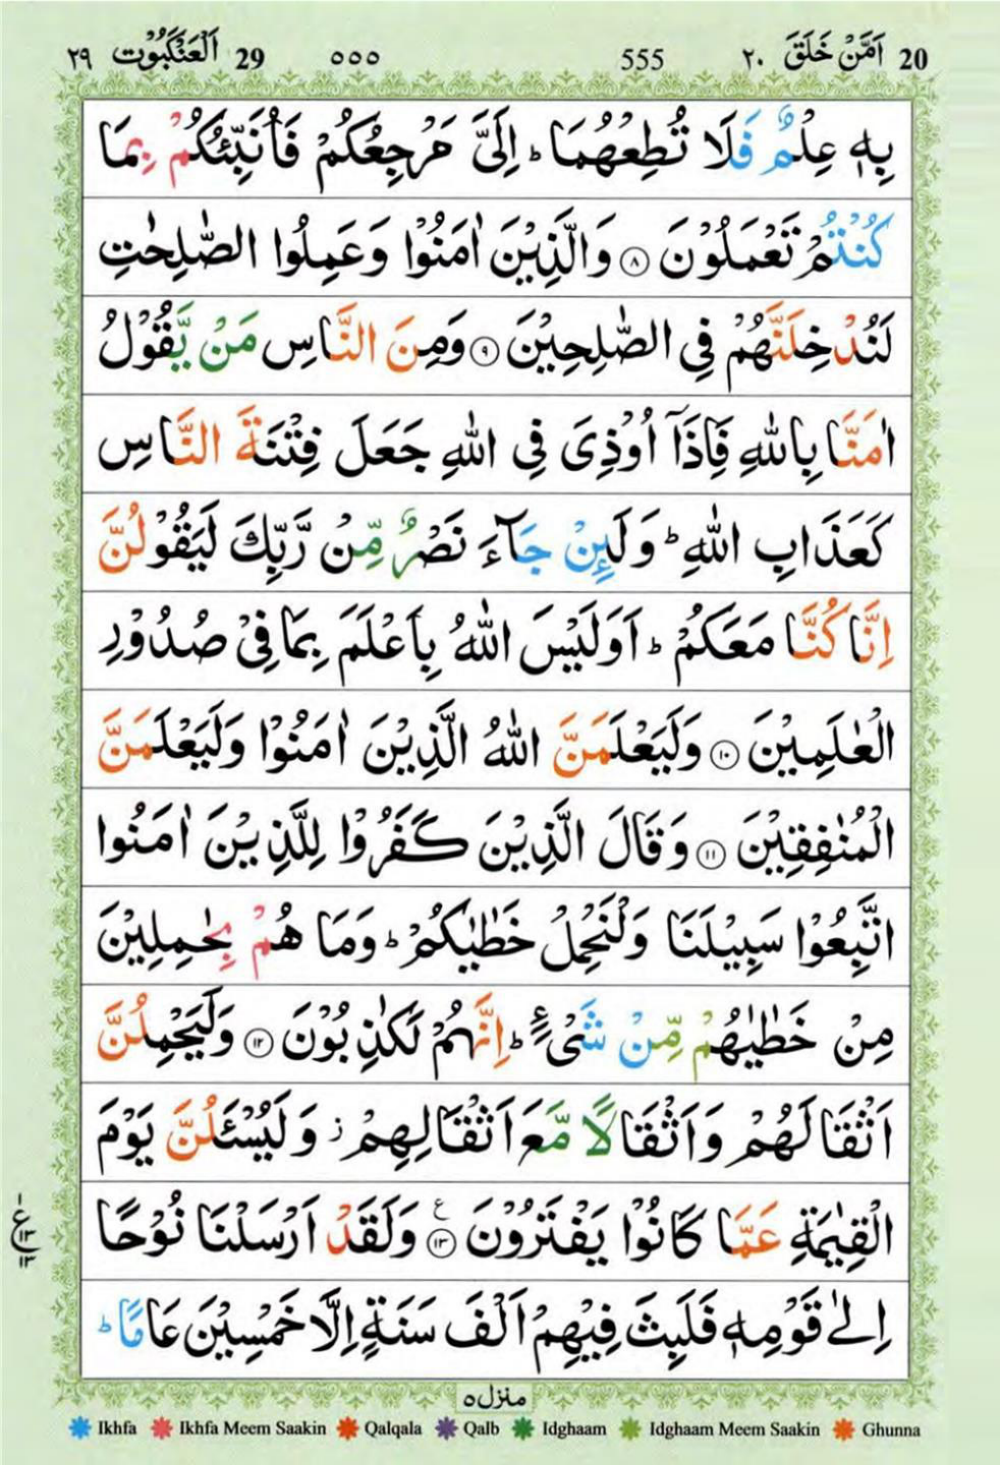 20 اَمَّنْ خَلَقَ ٢٠ 555 ٥٥٥ 29 اَلْعَنْكَبُوْت ٢٩
بِهٖ عِلْمٌ فَلَا تُطِعْهُمَا ؕ اِلَیَّ مَرْجِعُكُمْ فَاُنَبِّئُكُمْ بِمَا
كُنْتُمْ تَعْمَلُوْنَ ۸ وَالَّذِیْنَ اٰمَنُوْا وَعَمِلُوا الصّٰلِحٰتِ
لَنُدْخِلَنَّهُمْ فِی الصّٰلِحِیْنَ ۹ وَمِنَ النَّاسِ مَنْ یَّقُوْلُ
اٰمَنَّا بِاللّٰهِ فَاِذَاۤ اُوْذِیَ فِی اللّٰهِ جَعَلَ فِتْنَةَ النَّاسِ
كَعَذَابِ اللّٰهِ ؕ وَلَىِٕنْ جَآءَ نَصْرٌ مِّنْ رَّبِّكَ لَیَقُوْلُنَّ
اِنَّا كُنَّا مَعَكُمْ ؕ اَوَلَیْسَ اللّٰهُ بِاَعْلَمَ بِمَا فِیْ صُدُوْرِ
الْعٰلَمِیْنَ ۱۰ وَلَیَعْلَمَنَّ اللّٰهُ الَّذِیْنَ اٰمَنُوْا وَلَیَعْلَمَنَّ
الْمُنٰفِقِیْنَ ۱۱ وَقَالَ الَّذِیْنَ كَفَرُوْا لِلَّذِیْنَ اٰمَنُوا
اتَّبِعُوْا سَبِیْلَنَا وَلْنَحْمِلْ خَطٰیٰكُمْ ؕ وَمَا هُمْ بِحٰمِلِیْنَ
مِنْ خَطٰیٰهُمْ مِّنْ شَیْءٍ ؕ اِنَّهُمْ لَكٰذِبُوْنَ ۱۲ وَلَیَحْمِلُنَّ
اَثْقَالَهُمْ وَاَثْقَالًا مَّعَ اَثْقَالِهِمْ ؗ وَلَیُسْـَٔلُنَّ یَوْمَ
الْقِیٰمَةِ عَمَّا كَانُوْا یَفْتَرُوْنَ ۱۳ ع وَلَقَدْ اَرْسَلْنَا نُوْحًا
اِلٰی قَوْمِهٖ فَلَبِثَ فِیْهِمْ اَلْفَ سَنَةٍ اِلَّا خَمْسِیْنَ عَامًا ؕ
ع ۱۳ ۱۳
منزل ٥
Ikhfa Ikhfa Meem Saakin Qalqala Qalb Idghaam Idghaam Meem Saakin Ghunna